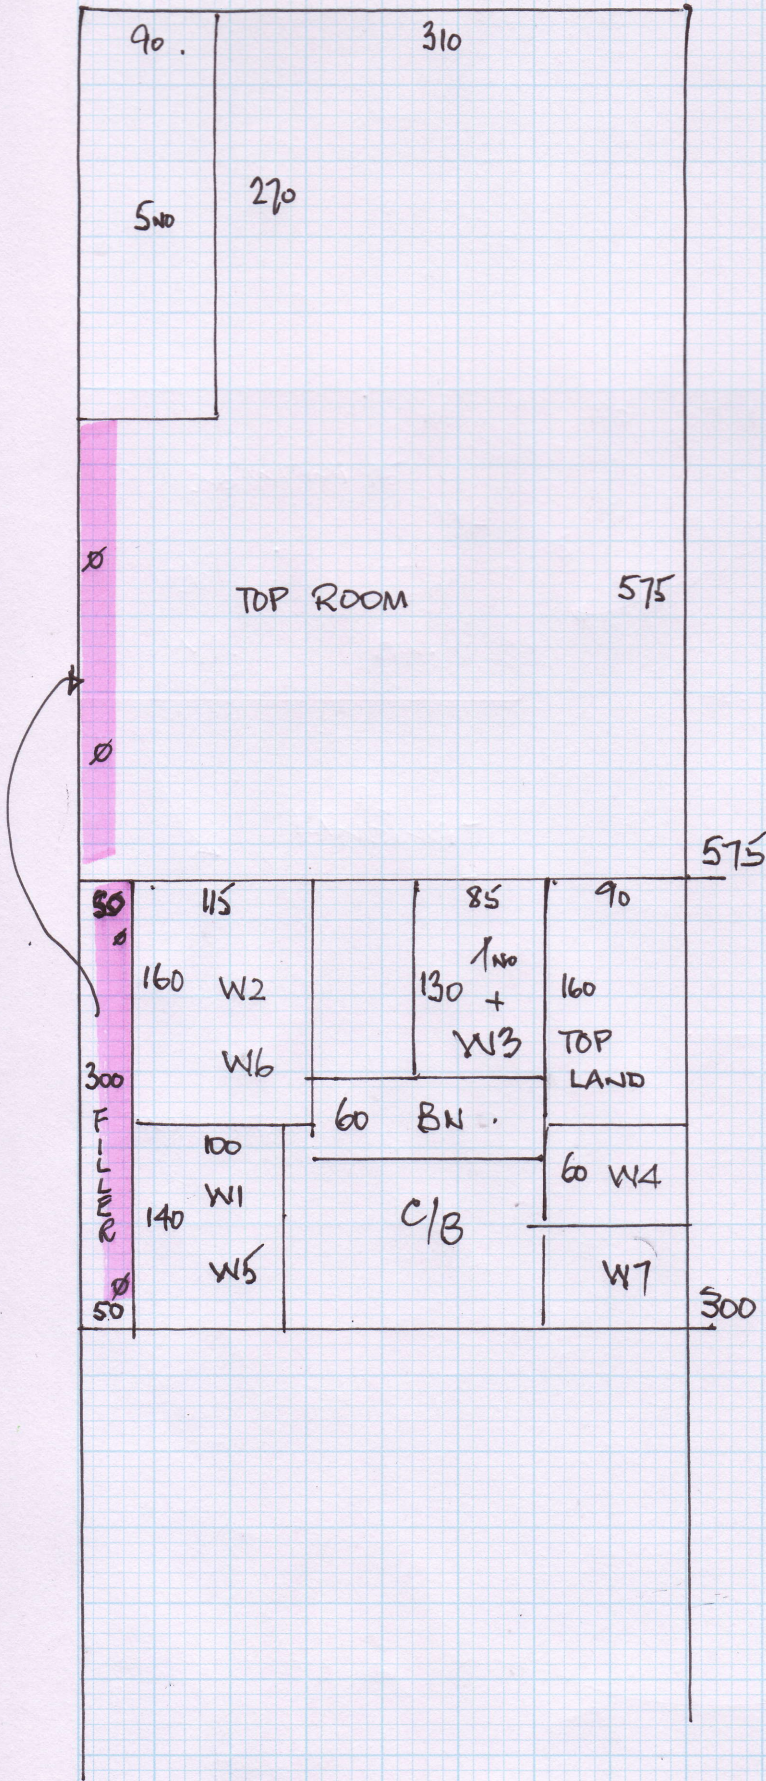 90 .
310
5NO
270
TOP ROOM
575
Ø
Ø
575
50
115
85
90
Ø
160
W2
130
1NO
+
W3
160
TOP
LAND
W6
300
FILLER
60
BN .
100
W1
140
W5
C/B
60 W4
W7
Ø
50
300